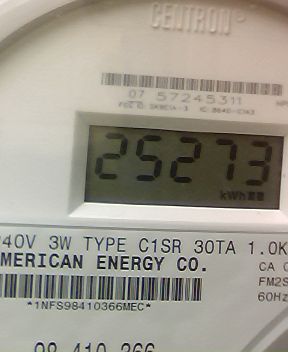 CENTRON
07 57245311
25273
kWh
240V 3W TYPE C1SR 30TA 1.0K
AMERICAN ENERGY CO.
CA
FM2S
60Hz
*1NFS98410366MEC*
98 410 366